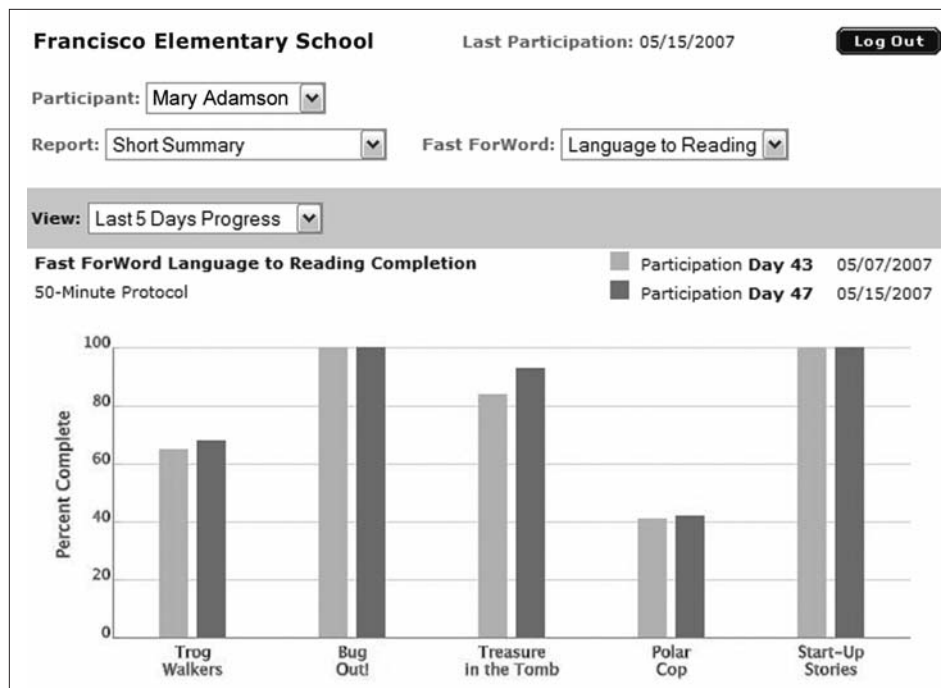 Francisco Elementary School Last Participation: 05/15/2007 Log Out
Participant: Mary Adamson
Report: Short Summary Fast ForWord: Language to Reading
View: Last 5 Days Progress
Fast ForWord Language to Reading Completion Participation Day 43 05/07/2007
50-Minute Protocol Participation Day 47 05/15/2007
100
80
60
40
20
0
Percent Complete
Trog Bug Treasure Polar Start-Up
Walkers Out! in the Tomb Cop Stories